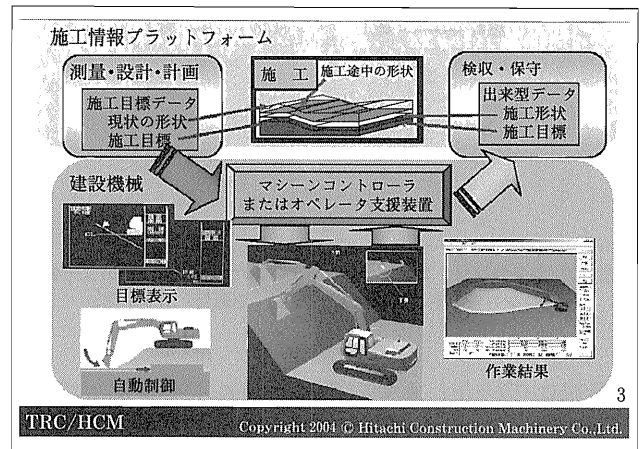 施工情報プラットフォーム
測量・設計・計画
施工目標データ
現状の形状
施工目標
施 工
施工途中の形状
検収・保守
出来型データ
施工形状
施工目標
建設機械
マシーンコントローラ
またはオペレータ支援装置
目標表示
自動制御
作業結果
3
TRC/HCM
Copyright 2004 © Hitachi Construction Machinery Co.,Ltd.